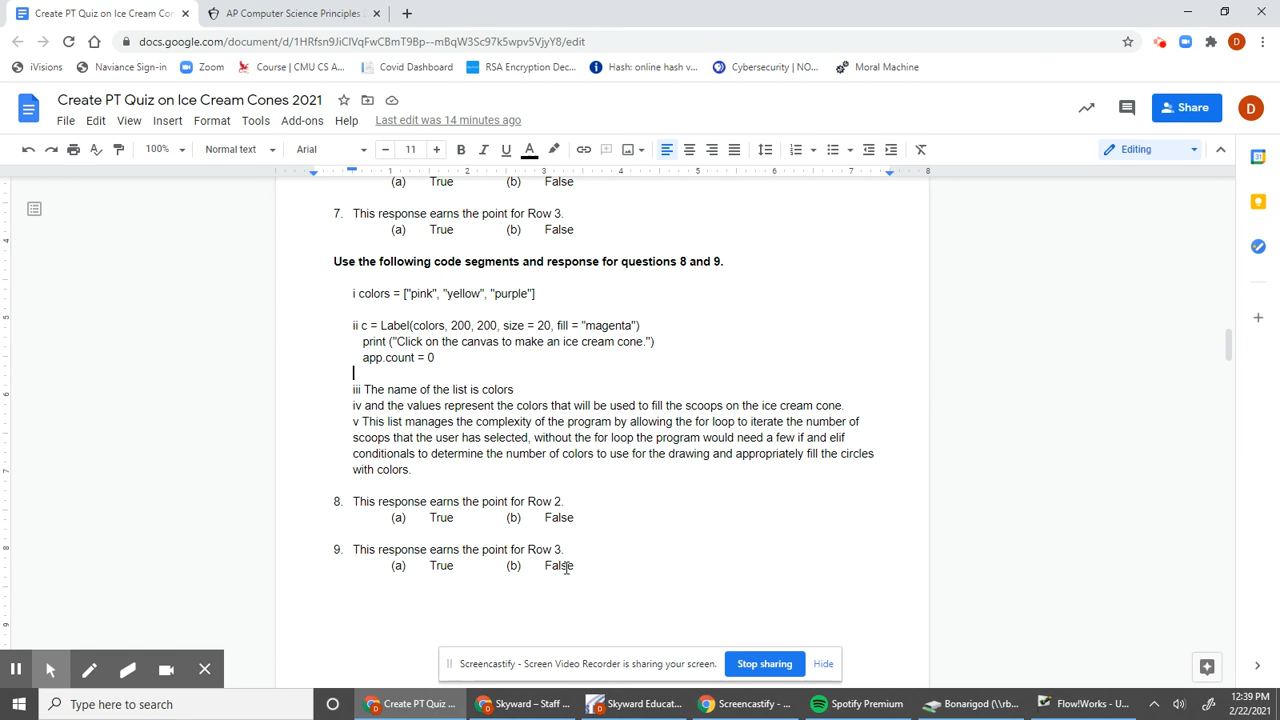 Create PT Quiz on Ice Cream Con
AP Computer Science Principles
docs.google.com/document/d/1HRfsn9JiCIVqFwCBmT9Bp--mBqW3Sc97k5wpv5VjyY8/edit
iVisions
Naviance Sign-in
Zoom
Course | CMU CS A...
Covid Dashboard
RSA Encryption Dec...
Hash: online hash v...
Cybersecurity | NO...
Moral Machine
Create PT Quiz on Ice Cream Cones 2021
Share
D
File Edit View Insert Format Tools Add-ons Help Last edit was 14 minutes ago
100% Normal text Arial 11 Editing
1 2 3 4 5 6 7 8
(a) True (b) False
7. This response earns the point for Row 3.
(a) True (b) False
Use the following code segments and response for questions 8 and 9.
i colors = ["pink", "yellow", "purple"]
ii c = Label(colors, 200, 200, size = 20, fill = "magenta")
print ("Click on the canvas to make an ice cream cone.")
app.count = 0
iii The name of the list is colors
iv and the values represent the colors that will be used to fill the scoops on the ice cream cone.
v This list manages the complexity of the program by allowing the for loop to iterate the number of
scoops that the user has selected, without the for loop the program would need a few if and elif
conditionals to determine the number of colors to use for the drawing and appropriately fill the circles
with colors.
8. This response earns the point for Row 2.
(a) True (b) False
9. This response earns the point for Row 3.
(a) True (b) False
Screencastify - Screen Video Recorder is sharing your screen.
Stop sharing
Hide
Type here to search
Create PT Quiz ...
Skyward – Staff ...
Skyward Educat...
Screencastify - ...
Spotify Premium
Bonarigod (\\rb...
Flow!Works - U...
12:39 PM
2/22/2021